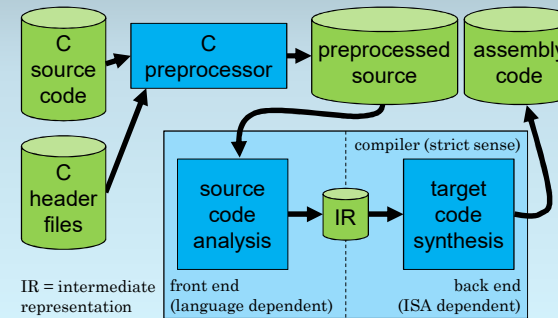 C
source
code
C
preprocessor
preprocessed
source
assembly
code
C
header
files
compiler (strict sense)
source
code
analysis
IR
target
code
synthesis
IR = intermediate
representation
front end
(language dependent)
back end
(ISA dependent)